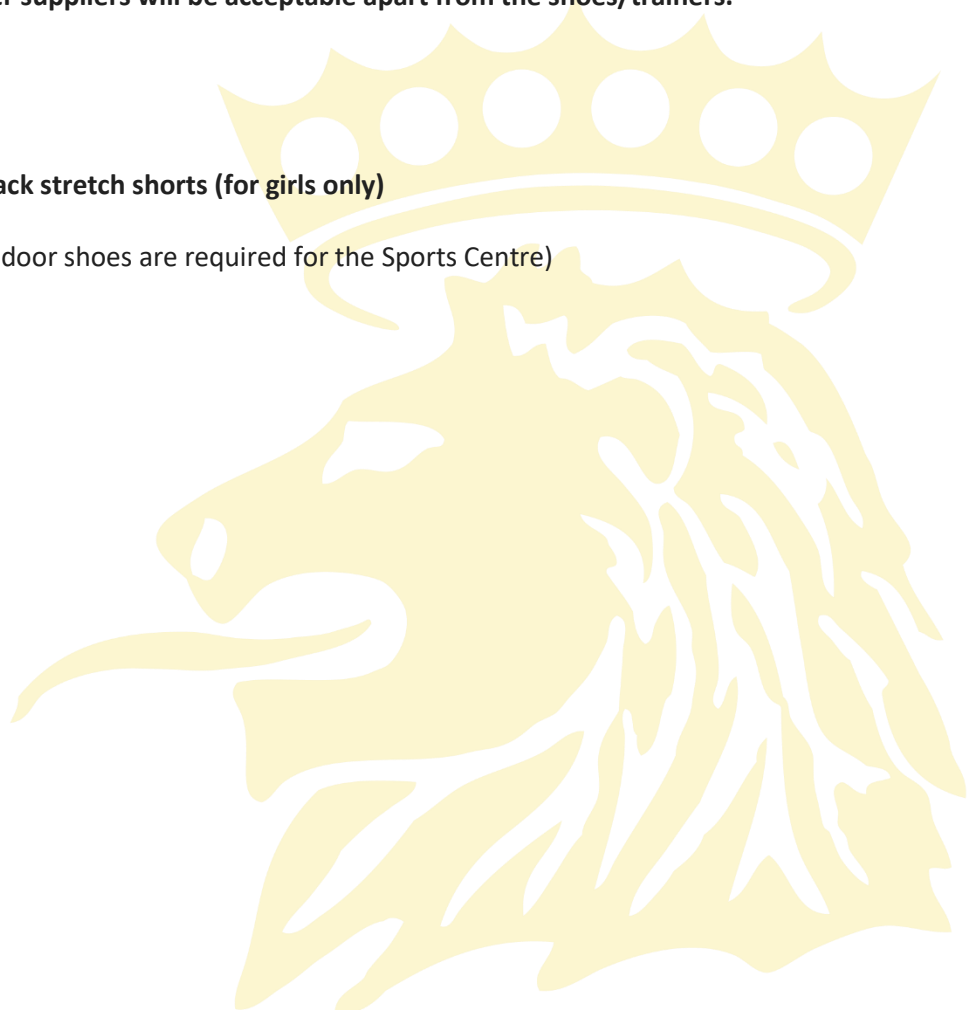 r suppliers will be acceptable apart from the shoes/trainers.
ack stretch shorts (for girls only)
door shoes are required for the Sports Centre)